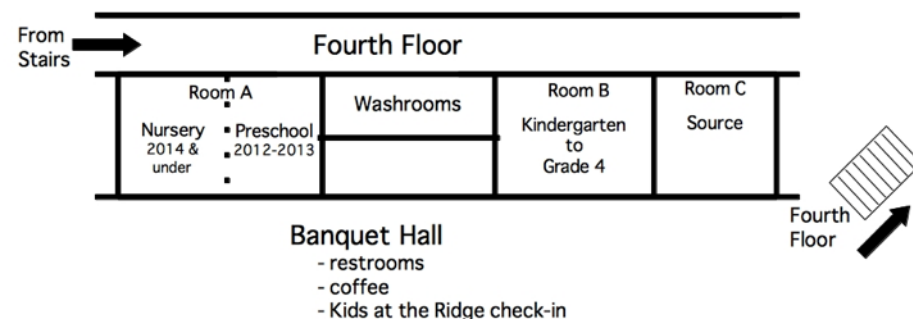 From
Stairs
Fourth Floor
Room A
Nursery
2014 &
under
Preschool
2012-2013
Washrooms
Room B
Kindergarten
to
Grade 4
Room C
Source
Fourth
Floor
Banquet Hall
- restrooms
- coffee
- Kids at the Ridge check-in